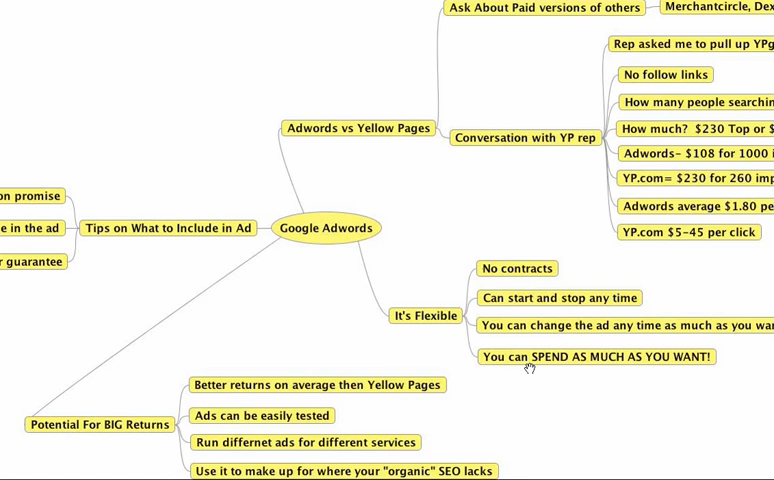 Ask About Paid versions of others
Merchantcircle, Dex
Rep asked me to pull up YPg
No follow links
How many people searchin
Adwords vs Yellow Pages
Conversation with YP rep
How much? $230 Top or $
Adwords- $108 for 1000 i
YP.com= $230 for 260 imp
Adwords average $1.80 pe
YP.com $5-45 per click
on promise
e in the ad
r guarantee
Tips on What to Include in Ad
Google Adwords
It's Flexible
No contracts
Can start and stop any time
You can change the ad any time as much as you wan
You can SPEND AS MUCH AS YOU WANT!
Potential For BIG Returns
Better returns on average then Yellow Pages
Ads can be easily tested
Run differnet ads for different services
Use it to make up for where your "organic" SEO lacks